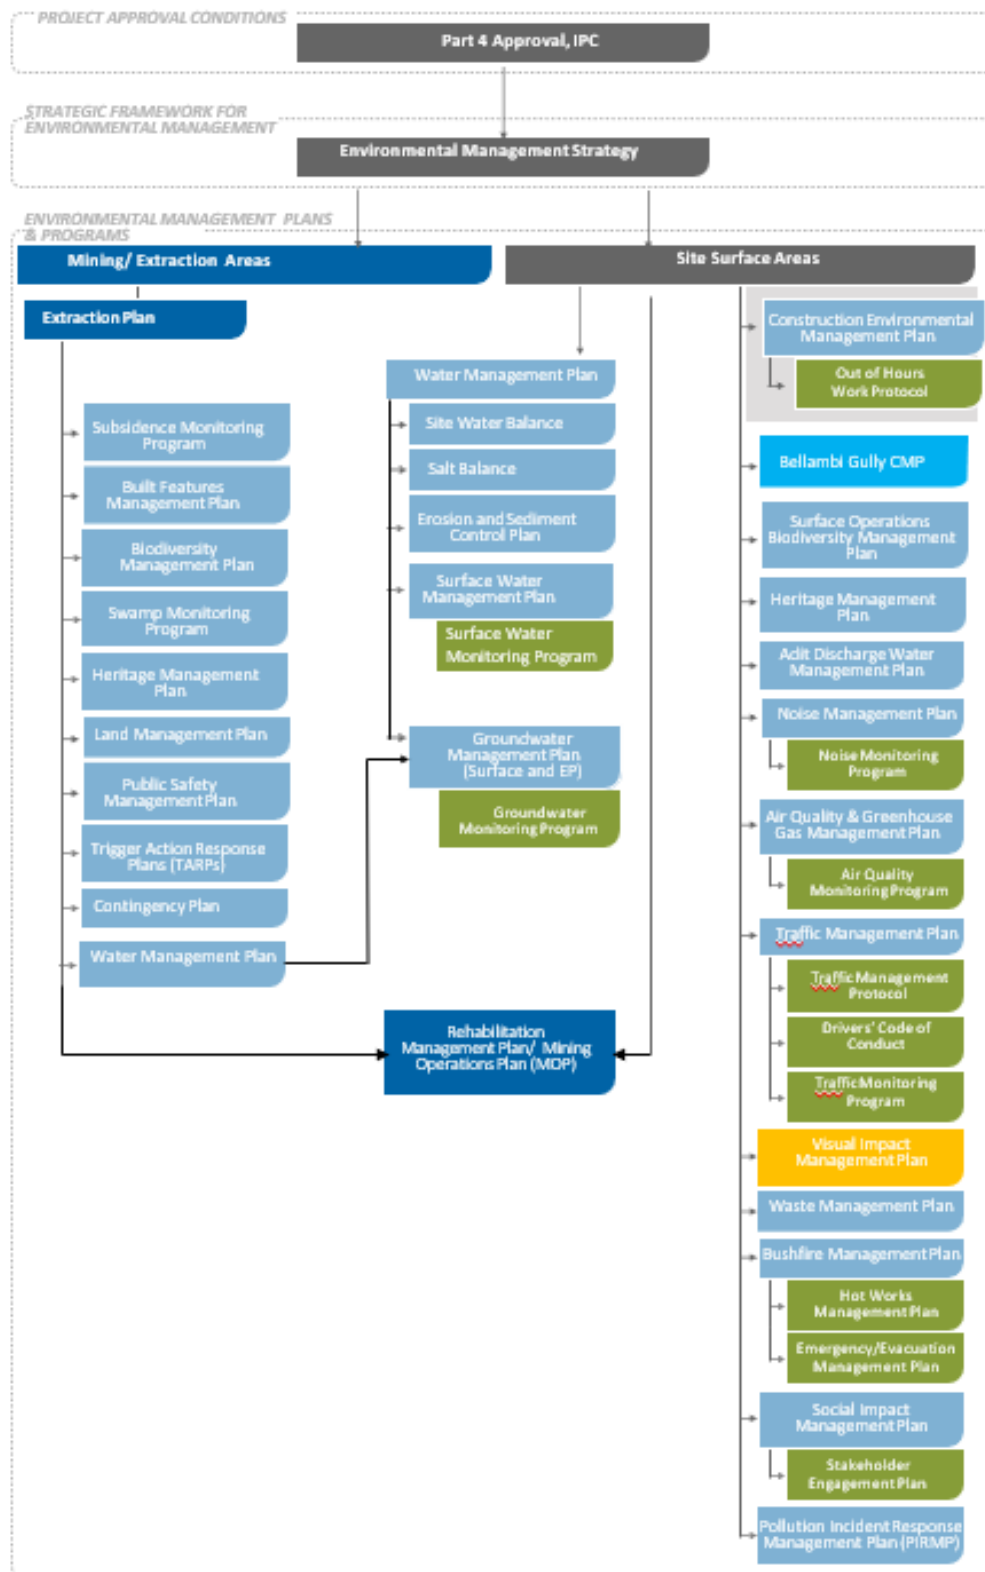 PROJECT APPROVAL CONDITIONS
Part 4 Approval, IPC
STRATEGIC FRAMEWORK FOR
ENVIRONMENTAL MANAGEMENT
Environmental Management Strategy
ENVIRONMENTAL MANAGEMENT PLANS
& PROGRAMS
Mining/ Extraction Areas
Extraction Plan
Subsidence Monitoring
Program
Built Features
Management Plan
Biodiversity
Management Plan
Swamp Monitoring
Program
Heritage Management
Plan
Land Management Plan
Public Safety
Management Plan
Trigger Action Response
Plans (TARPs)
Contingency Plan
Water Management Plan
Site Surface Areas
Water Management Plan
Site Water Balance
Salt Balance
Erosion and Sediment
Control Plan
Surface Water
Management Plan
Surface Water
Monitoring Program
Groundwater
Management Plan
(Surface and EP)
Groundwater
Monitoring Program
Rehabilitation
Management Plan/ Mining
Operations Plan (MOP)
Construction Environmental
Management Plan
Out of Hours
Work Protocol
Bellambi Gully CMP
Surface Operations
Biodiversity Management
Plan
Heritage Management
Plan
Adit Discharge Water
Management Plan
Noise Management Plan
Noise Monitoring
Program
Air Quality & Greenhouse
Gas Management Plan
Air Quality
Monitoring Program
Traffic Management Plan
Traffic Management
Protocol
Drivers' Code of
Conduct
Traffic Monitoring
Program
Visual Impact
Management Plan
Waste Management Plan
Bushfire Management Plan
Hot Works
Management Plan
Emergency/Evacuation
Management Plan
Social Impact
Management Plan
Stakeholder
Engagement Plan
Pollution Incident Response
Management Plan (PIRMP)